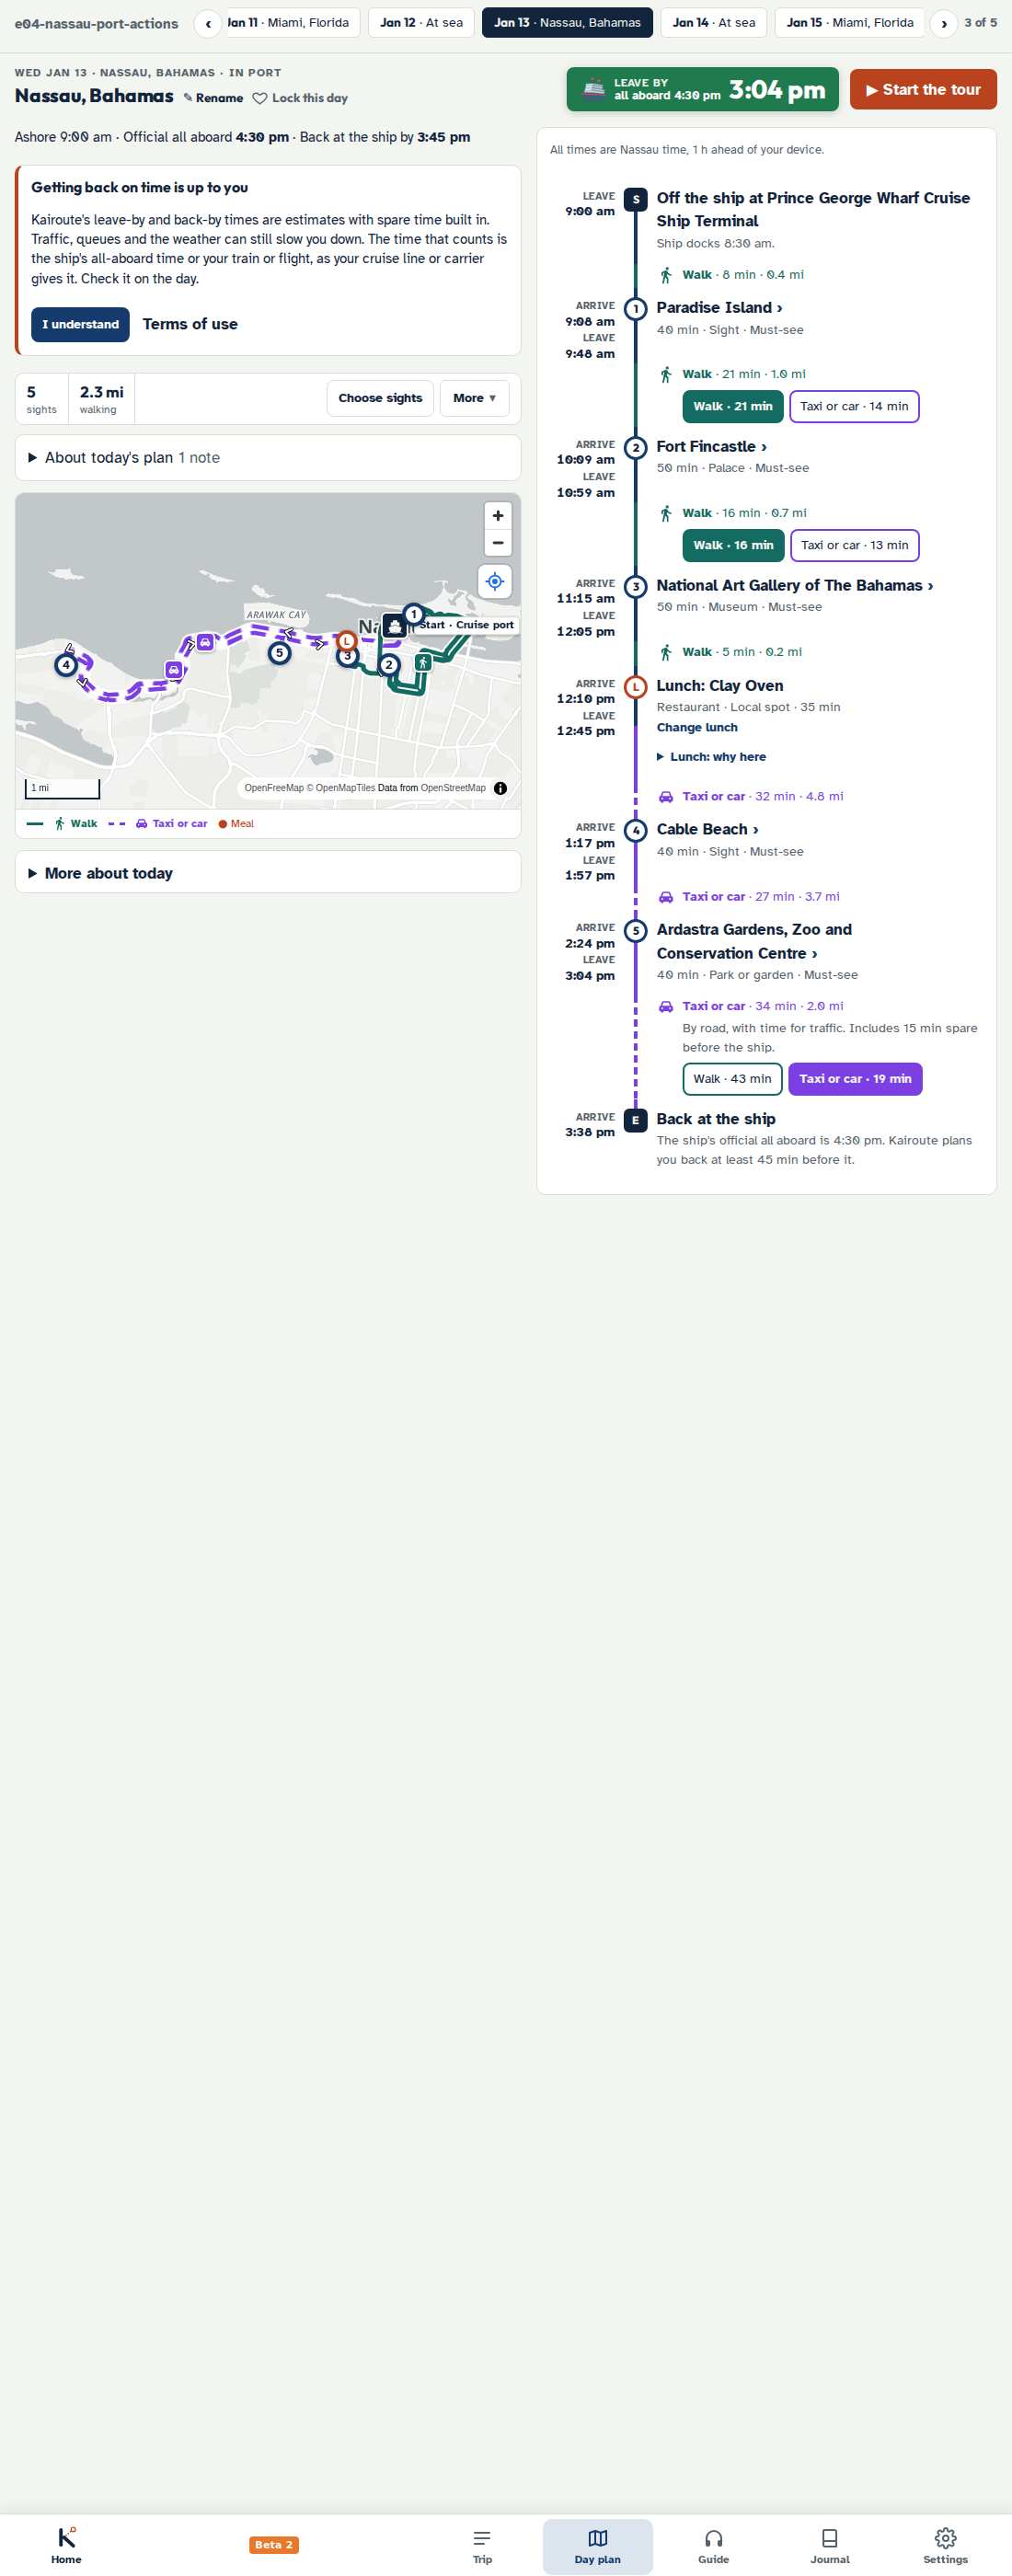 e04-nassau-port-actions
‹
Jan 11 · Miami, Florida
Jan 12 · At sea
Jan 13 · Nassau, Bahamas
Jan 14 · At sea
Jan 15 · Miami, Florida
›
3 of 5
WED JAN 13 · NASSAU, BAHAMAS · IN PORT
Nassau, Bahamas
✎ Rename
Lock this day
LEAVE BY
all aboard 4:30 pm
3:04 pm
▶ Start the tour
Ashore 9:00 am · Official all aboard 4:30 pm · Back at the ship by 3:45 pm
Getting back on time is up to you
Kairoute's leave-by and back-by times are estimates with spare time built in.
Traffic, queues and the weather can still slow you down. The time that counts is
the ship's all-aboard time or your train or flight, as your cruise line or carrier
gives it. Check it on the day.
I understand
Terms of use
5
sights
2.3 mi
walking
Choose sights
More ▼
▶ About today's plan 1 note
+
−
ARAWAK CAY
Start · Cruise port
1
2
3
L
4
5
1 mi
OpenFreeMap © OpenMapTiles Data from OpenStreetMap
Walk
Taxi or car
Meal
▶ More about today
All times are Nassau time, 1 h ahead of your device.
LEAVE
9:00 am
S
Off the ship at Prince George Wharf Cruise
Ship Terminal
Ship docks 8:30 am.
Walk · 8 min · 0.4 mi
ARRIVE
9:08 am
LEAVE
9:48 am
1
Paradise Island ›
40 min · Sight · Must-see
Walk · 21 min · 1.0 mi
Walk · 21 min
Taxi or car · 14 min
ARRIVE
10:09 am
LEAVE
10:59 am
2
Fort Fincastle ›
50 min · Palace · Must-see
Walk · 16 min · 0.7 mi
Walk · 16 min
Taxi or car · 13 min
ARRIVE
11:15 am
LEAVE
12:05 pm
3
National Art Gallery of The Bahamas ›
50 min · Museum · Must-see
Walk · 5 min · 0.2 mi
ARRIVE
12:10 pm
LEAVE
12:45 pm
L
Lunch: Clay Oven
Restaurant · Local spot · 35 min
Change lunch
▶ Lunch: why here
Taxi or car · 32 min · 4.8 mi
ARRIVE
1:17 pm
LEAVE
1:57 pm
4
Cable Beach ›
40 min · Sight · Must-see
Taxi or car · 27 min · 3.7 mi
ARRIVE
2:24 pm
LEAVE
3:04 pm
5
Ardastra Gardens, Zoo and
Conservation Centre ›
40 min · Park or garden · Must-see
Taxi or car · 34 min · 2.0 mi
By road, with time for traffic. Includes 15 min spare
before the ship.
Walk · 43 min
Taxi or car · 19 min
ARRIVE
3:38 pm
E
Back at the ship
The ship's official all aboard is 4:30 pm. Kairoute plans
you back at least 45 min before it.
Home
Beta 2
Trip
Day plan
Guide
Journal
Settings